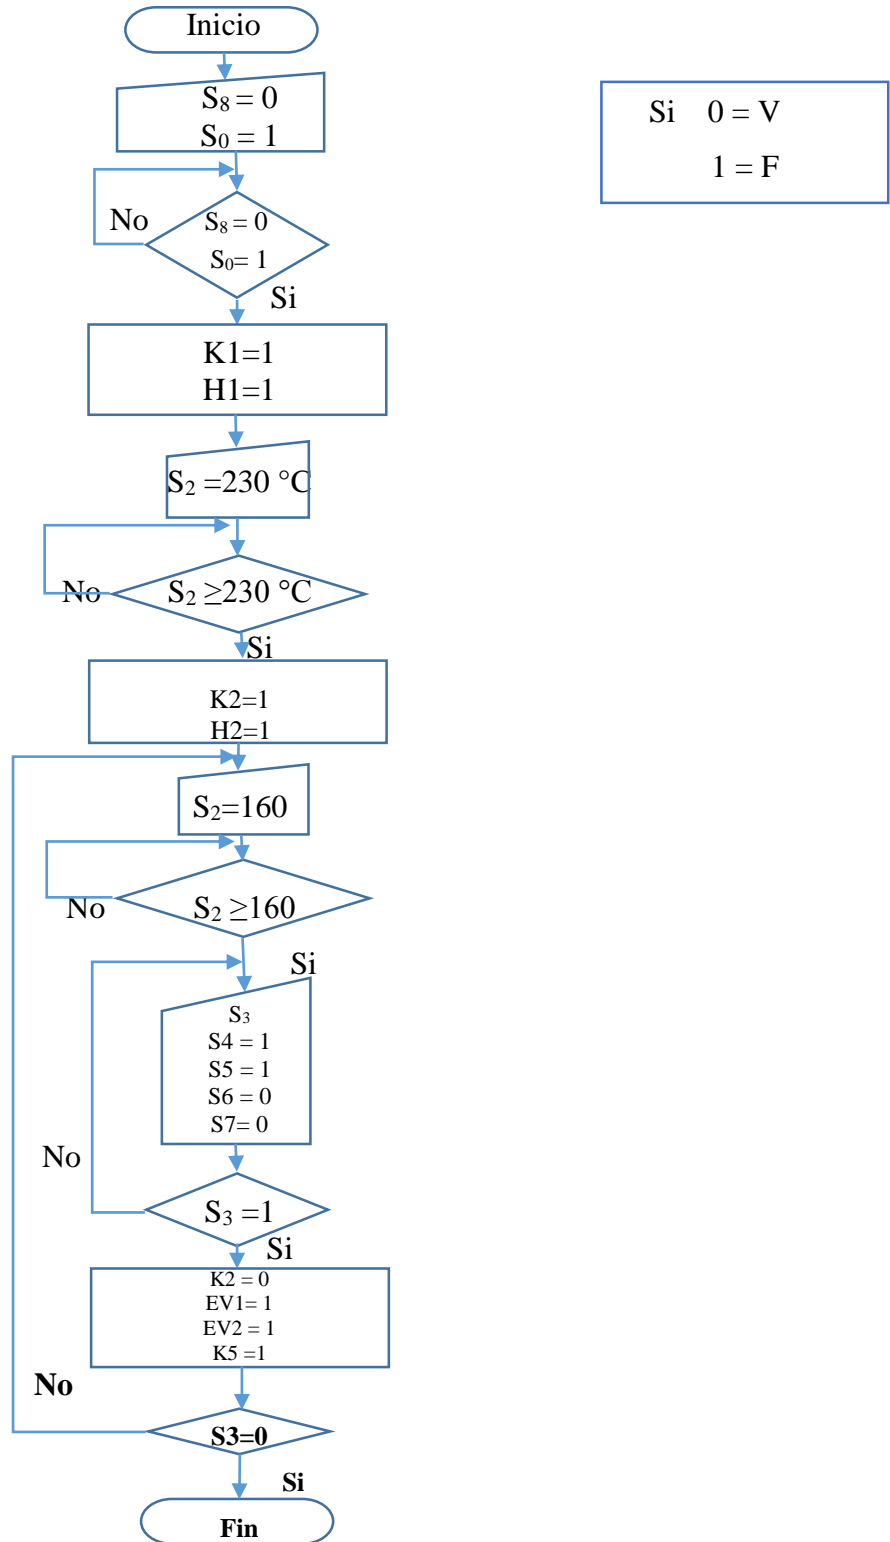 Inicio
S₈ = 0
S₀ = 1
Si 0 = V
1 = F
No
S₈ = 0
S₀= 1
Si
K1=1
H1=1
S₂ =230 °C
No
S₂ ≥230 °C
Si
K2=1
H2=1
S₂=160
No
S₂ ≥160
Si
S₃
S4 = 1
S5 = 1
S6 = 0
S7= 0
No
S₃ =1
Si
K2 = 0
EV1= 1
EV2 = 1
K5 =1
No
S3=0
Si
Fin